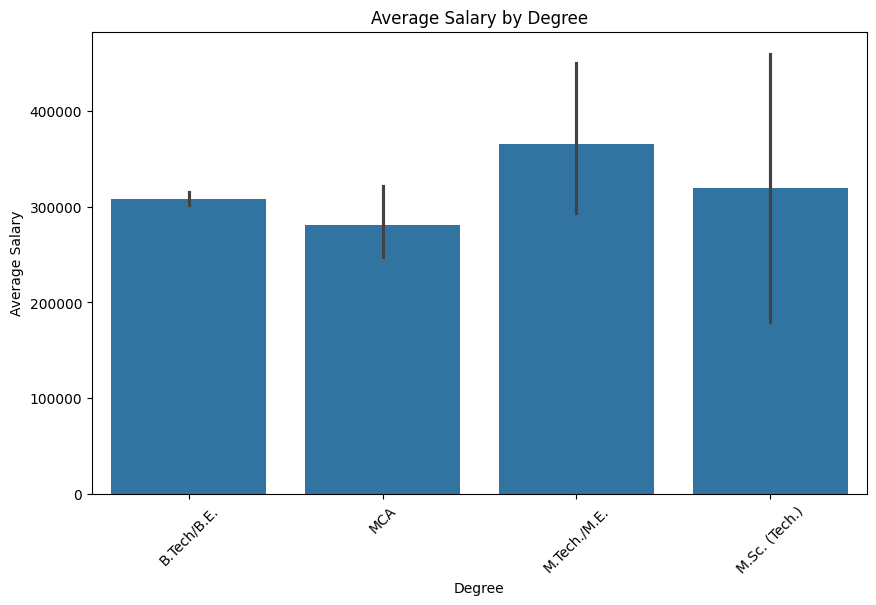 Average Salary by Degree
Average Salary
400000
300000
200000
100000
0
B.Tech/B.E.
MCA
M.Tech./M.E.
M.Sc. (Tech.)
Degree